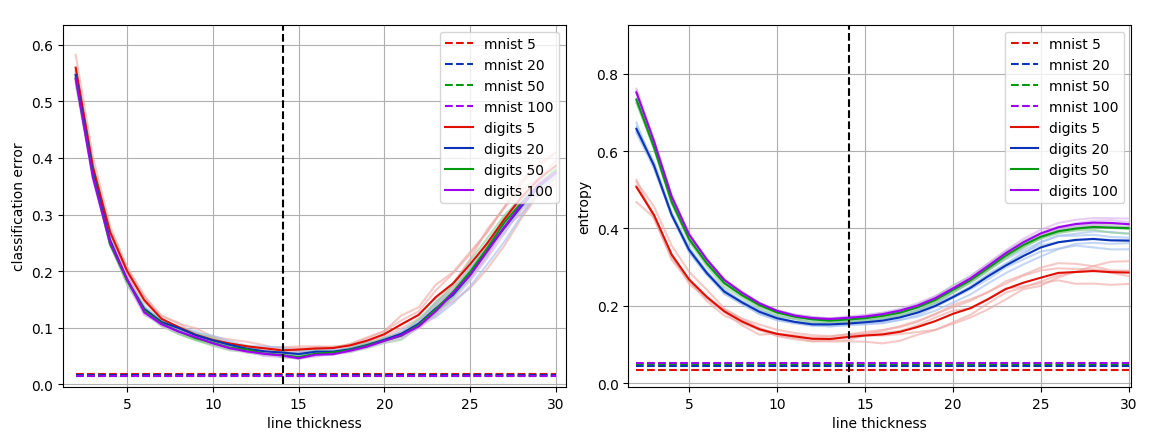 classification error
0.6
0.5
0.4
0.3
0.2
0.1
0.0
5
10
15
20
25
30
line thickness
mnist 5
mnist 20
mnist 50
mnist 100
digits 5
digits 20
digits 50
digits 100
entropy
0.8
0.6
0.4
0.2
0.0
5
10
15
20
25
30
line thickness
mnist 5
mnist 20
mnist 50
mnist 100
digits 5
digits 20
digits 50
digits 100